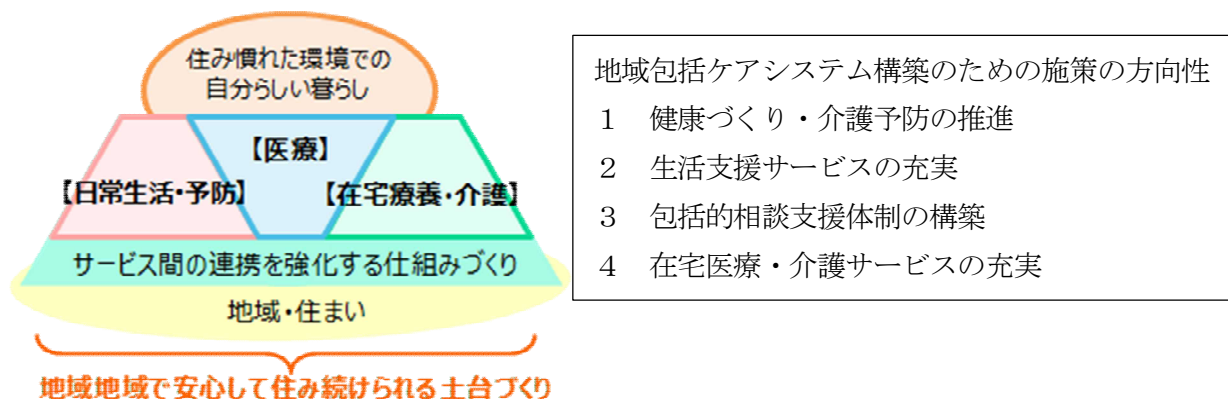 住み慣れた環境での
自分らしい暮らし
【医療】
【日常生活・予防】
【在宅療養・介護】
サービス間の連携を強化する仕組みづくり
地域・住まい
地域地域で安心して住み続けられる土台づくり
地域包括ケアシステム構築のための施策の方向性
１　健康づくり・介護予防の推進
２　生活支援サービスの充実
３　包括的相談支援体制の構築
４　在宅医療・介護サービスの充実